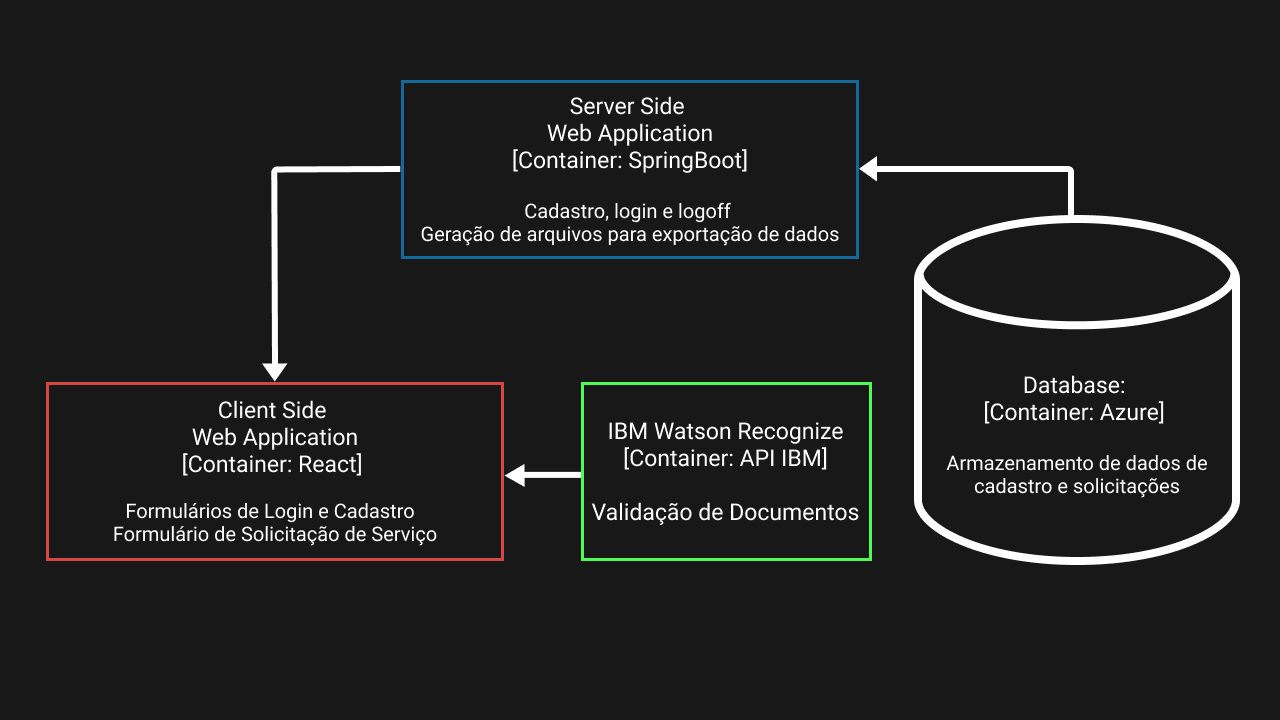 Server Side
Web Application
[Container: SpringBoot]
Cadastro, login e logoff
Geração de arquivos para exportação de dados
Client Side
Web Application
[Container: React]
Formulários de Login e Cadastro
Formulário de Solicitação de Serviço
IBM Watson Recognize
[Container: API IBM]
Validação de Documentos
Database:
[Container: Azure]
Armazenamento de dados de
cadastro e solicitações